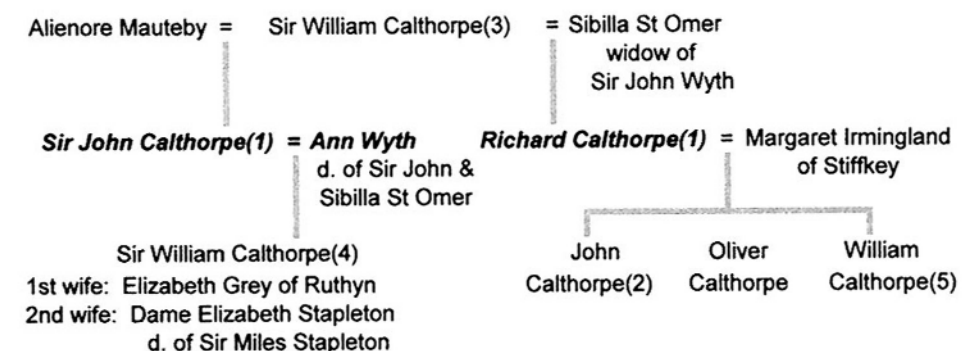 Alienore Mauteby = Sir William Calthorpe(3) = Sibilla St Omer
widow of
Sir John Wyth
Sir John Calthorpe(1) = Ann Wyth
d. of Sir John &
Sibilla St Omer
Richard Calthorpe(1) = Margaret Irmingland
of Stiffkey
Sir William Calthorpe(4)
1st wife: Elizabeth Grey of Ruthyn
2nd wife: Dame Elizabeth Stapleton
d. of Sir Miles Stapleton
John
Calthorpe(2)
Oliver
Calthorpe
William
Calthorpe(5)